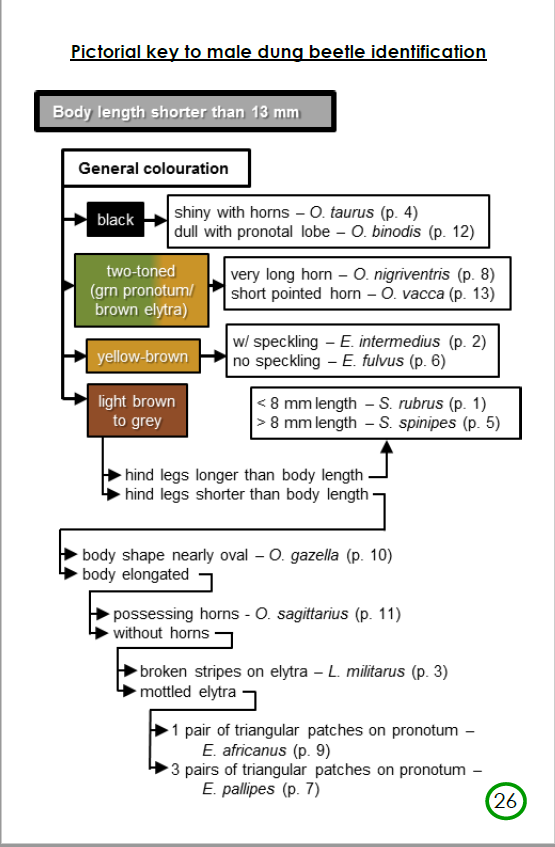 Pictorial key to male dung beetle identification
Body length shorter than 13 mm
General colouration
black
shiny with horns – O. taurus (p. 4)
dull with pronotal lobe – O. binodis (p. 12)
two-toned
(grn pronotum/
brown elytra)
very long horn – O. nigriventris (p. 8)
short pointed horn – O. vacca (p. 13)
yellow-brown
w/ speckling – E. intermedius (p. 2)
no speckling – E. fulvus (p. 6)
light brown
to grey
< 8 mm length – S. rubrus (p. 1)
> 8 mm length – S. spinipes (p. 5)
hind legs longer than body length
hind legs shorter than body length
body shape nearly oval – O. gazella (p. 10)
body elongated
possessing horns - O. sagittarius (p. 11)
without horns
broken stripes on elytra – L. militarus (p. 3)
mottled elytra
1 pair of triangular patches on pronotum –
E. africanus (p. 9)
3 pairs of triangular patches on pronotum –
E. pallipes (p. 7)
26